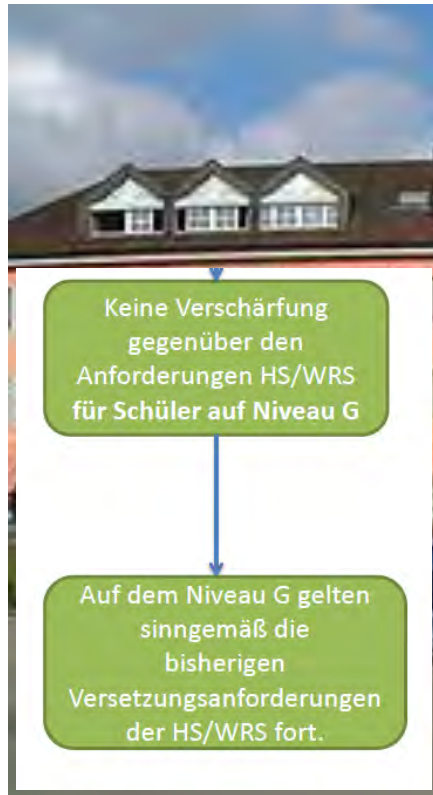 Keine Verschärfung
gegenüber den
Anforderungen HS/WRS
für Schüler auf Niveau G
Auf dem Niveau G gelten
sinngemäß die
bisherigen
Versetzungsanforderungen
der HS/WRS fort.